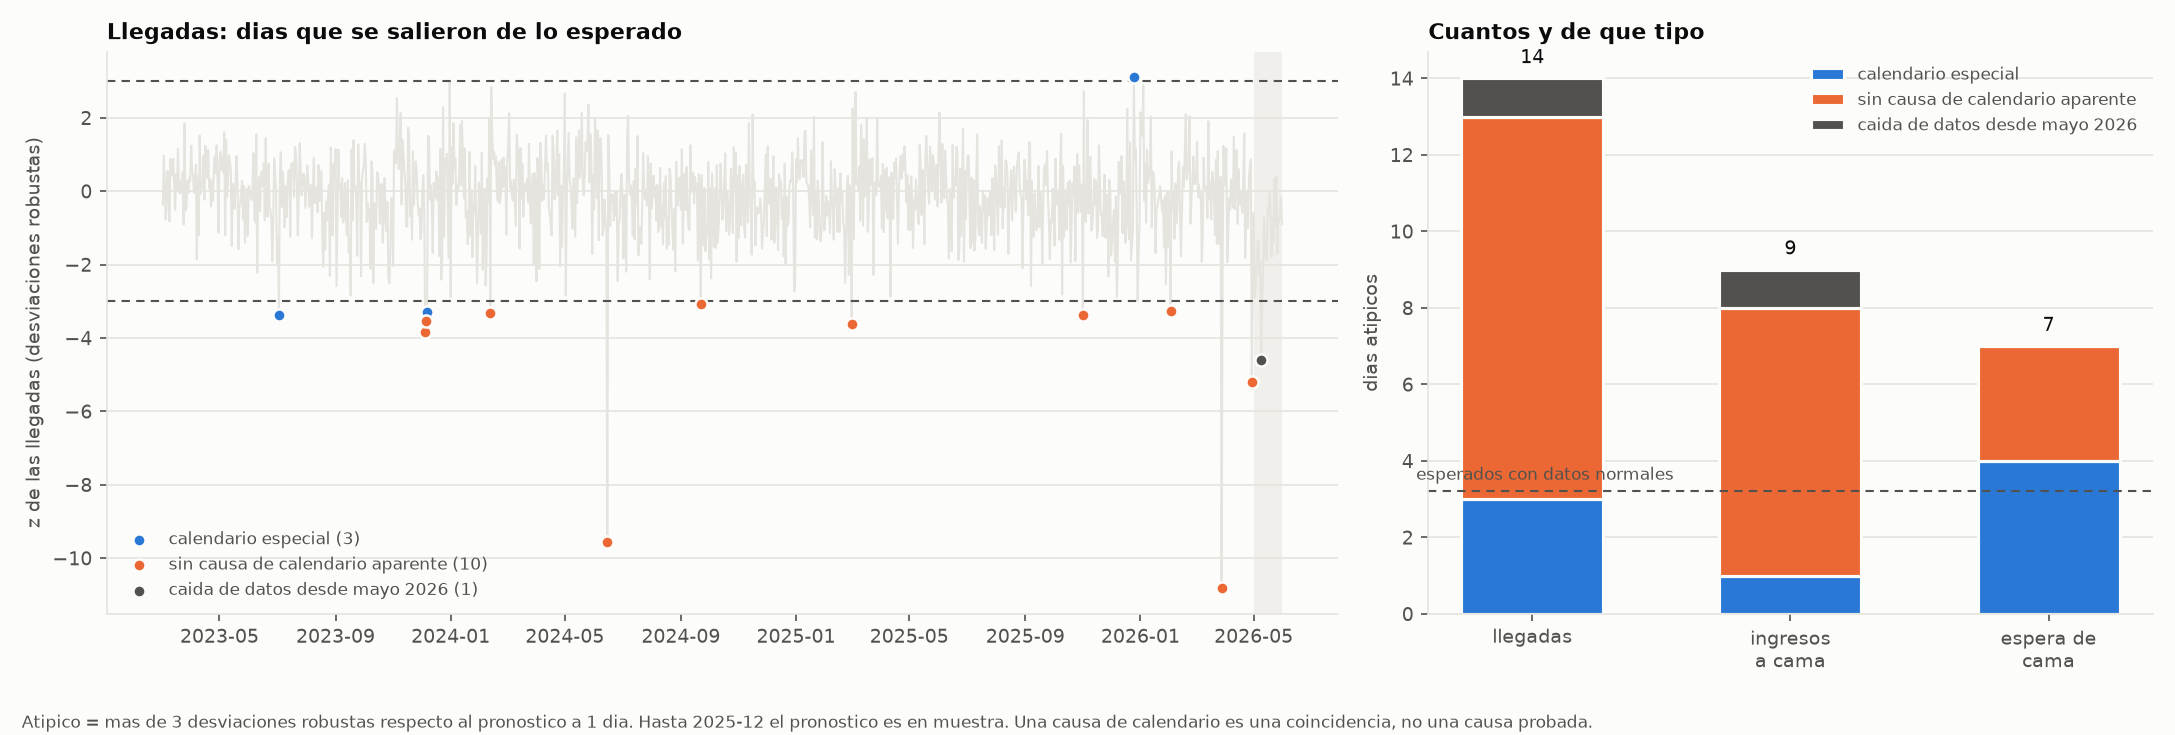 Llegadas: dias que se salieron de lo esperado
z de las llegadas (desviaciones robustas)
2
0
−2
−4
−6
−8
−10
calendario especial (3)
sin causa de calendario aparente (10)
caida de datos desde mayo 2026 (1)
2023-05 2023-09 2024-01 2024-05 2024-09 2025-01 2025-05 2025-09 2026-01 2026-05
Cuantos y de que tipo
dias atipicos
14
12
10
8
6
4
2
0
14
9
7
calendario especial
sin causa de calendario aparente
caida de datos desde mayo 2026
esperados con datos normales
llegadas
ingresos
a cama
espera de
cama
Atipico = mas de 3 desviaciones robustas respecto al pronostico a 1 dia. Hasta 2025-12 el pronostico es en muestra. Una causa de calendario es una coincidencia, no una causa probada.